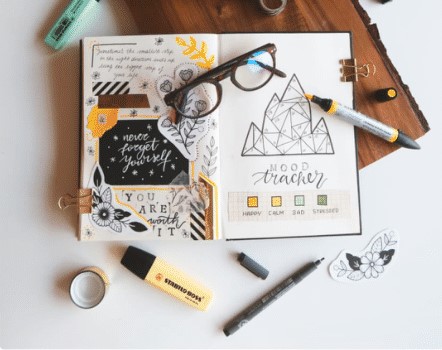 Sometimes the smallest step
in the right direction ends up
being the biggest step of
your life
never
forget
yourself
YOU
ARE
worth
IT
MOOD
tracker
HAPPY CALM SAD STRESSED
STABILO BOSS